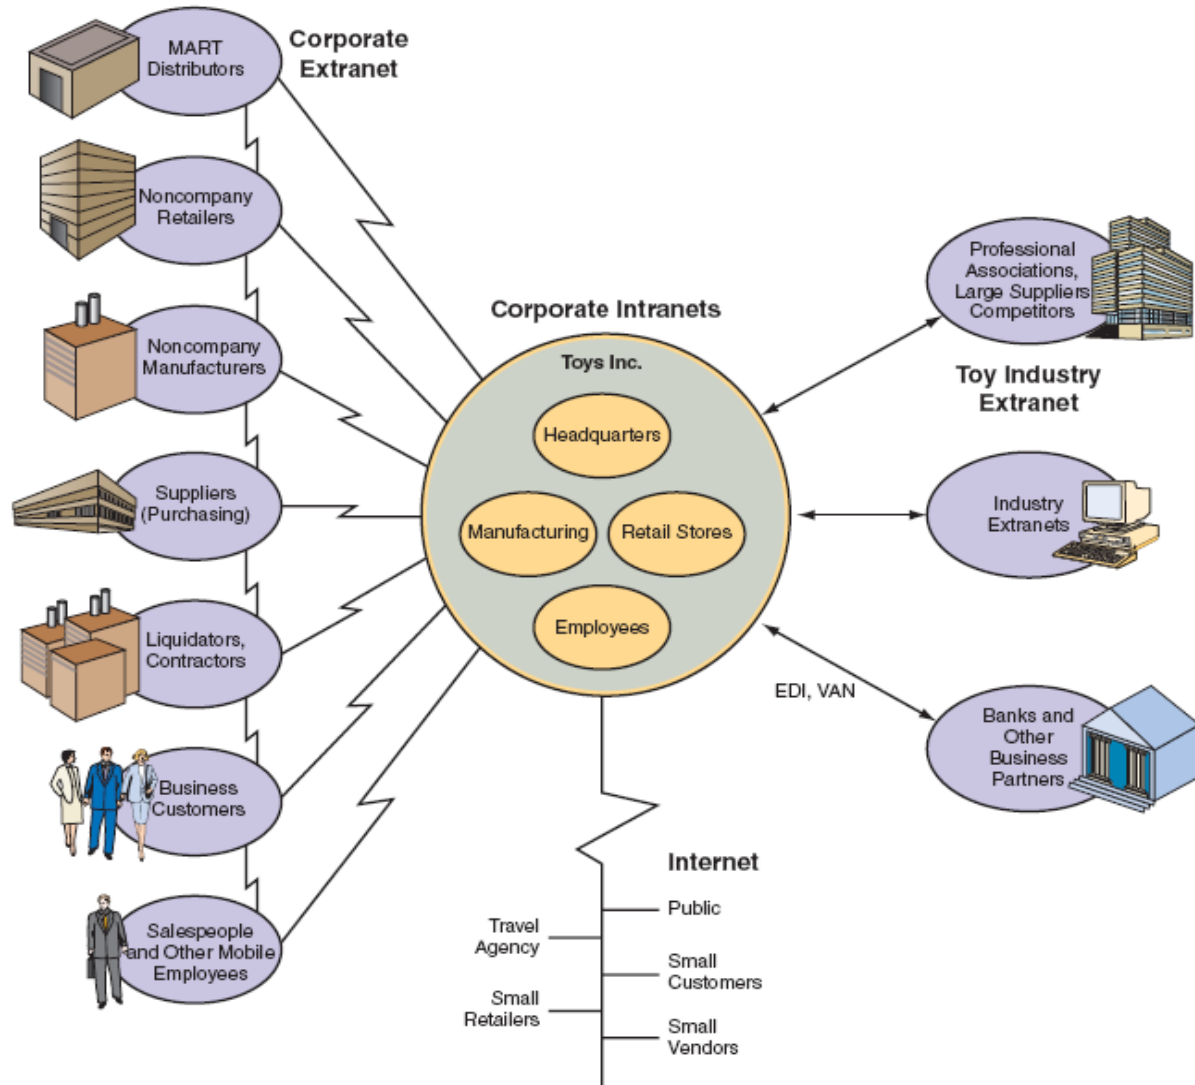 MART
Distributors
Corporate
Extranet
Noncompany
Retailers
Noncompany
Manufacturers
Suppliers
(Purchasing)
Liquidators,
Contractors
Business
Customers
Salespeople
and Other Mobile
Employees
Corporate Intranets
Toys Inc.
Headquarters
Manufacturing
Retail Stores
Employees
Professional
Associations,
Large Suppliers
Competitors
Toy Industry
Extranet
Industry
Extranets
EDI, VAN
Banks and
Other
Business
Partners
Internet
Public
Travel
Agency
Small
Customers
Small
Retailers
Small
Vendors